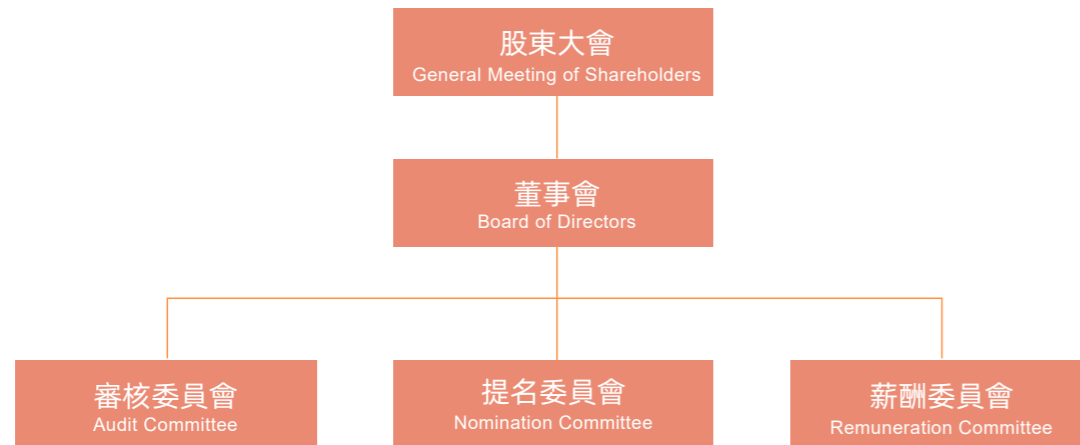 股東大會
General Meeting of Shareholders
董事會
Board of Directors
審核委員會
Audit Committee
提名委員會
Nomination Committee
薪酬委員會
Remuneration Committee